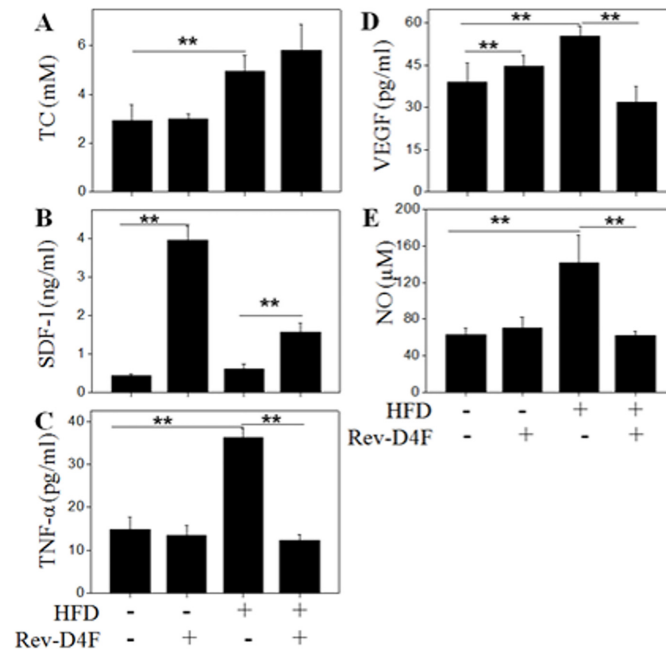 A
TC (mM)
6
4
2
0
**
B
SDF-1 (ng/ml)
4
3
2
1
0
**
**
C
TNF-α (pg/ml)
40
30
20
10
0
**
**
HFD - - + +
Rev-D4F - + - +
D
VEGF (pg/ml)
60
45
30
15
0
**
**
**
E
NO (μM)
200
160
120
80
40
0
**
**
HFD - - + +
Rev-D4F - + - +